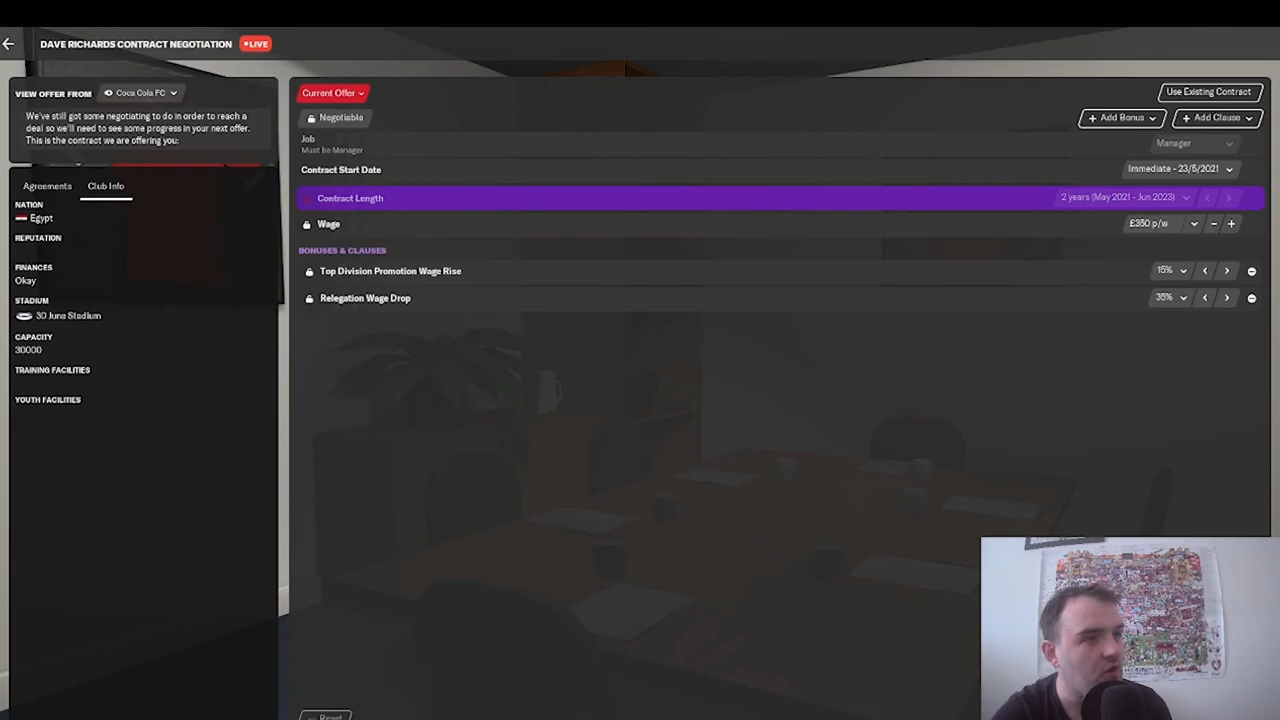 DAVE RICHARDS CONTRACT NEGOTIATION LIVE
VIEW OFFER FROM Coca Cola FC
We've still got some negotiating to do in order to reach a
deal so we'll need to see some progress in your next offer.
This is the contract we are offering you:
Agreements Club Info
NATION
Egypt
REPUTATION
FINANCES
Okay
STADIUM
30 June Stadium
CAPACITY
30000
TRAINING FACILITIES
YOUTH FACILITIES
Current Offer Use Existing Contract
Negotiable + Add Bonus + Add Clause
Job
Must be Manager Manager
Contract Start Date Immediate - 23/5/2021
Contract Length 2 years (May 2021 - Jun 2023)
Wage £350 p/w - +
BONUSES & CLAUSES
Top Division Promotion Wage Rise 15%
Relegation Wage Drop 35%
Reset